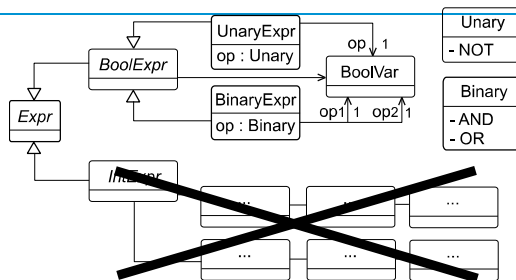 UnaryExpr
op : Unary
op 1
Unary
- NOT
BoolExpr
BoolVar
BinaryExpr
op : Binary
op1 1
op2 1
Binary
- AND
- OR
Expr
IntExpr
...
...
...
...
...
...